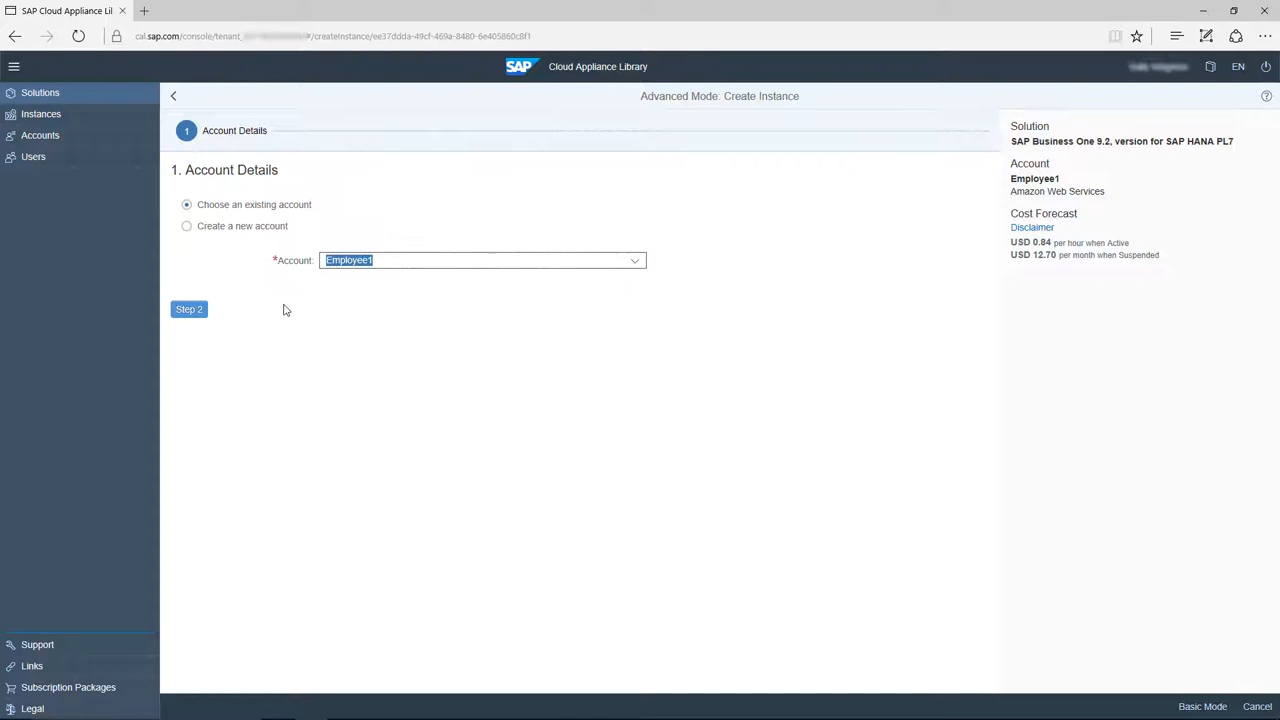 SAP Cloud Appliance Lil
cal.sap.com/console/tenant_
#/createInstance/ee37ddda-49cf-469a-8480-6e405860c8f1
SAP Cloud Appliance Library
EN
Solutions
Instances
Accounts
Users
Advanced Mode: Create Instance
1 Account Details
1. Account Details
Choose an existing account
Create a new account
*Account: Employee1
Step 2
Solution
SAP Business One 9.2, version for SAP HANA PL7
Account
Employee1
Amazon Web Services
Cost Forecast
Disclaimer
USD 0.84 per hour when Active
USD 12.70 per month when Suspended
Support
Links
Subscription Packages
Legal
Basic Mode
Cancel